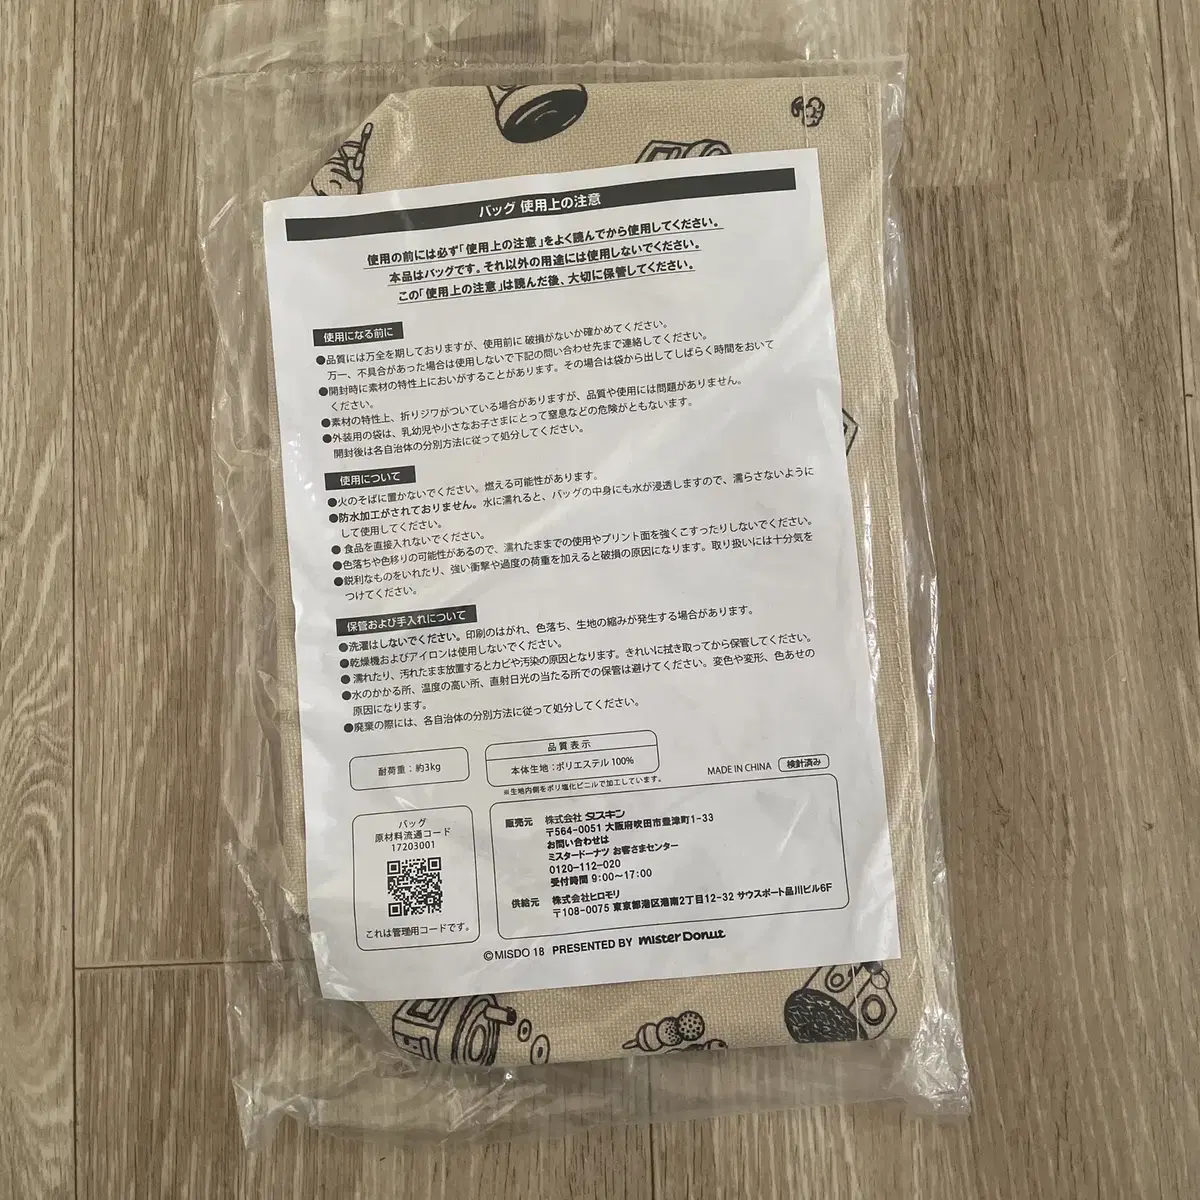 バッグ 使用上の注意
使用の前には必ず「使用上の注意」をよく読んでから使用してください。
本品はバッグです。それ以外の用途には使用しないでください。
この「使用上の注意」は読んだ後、大切に保管してください。
使用になる前に
●品質には万全を期しておりますが、使用前に 破損がないか確かめてください。
万一、不具合があった場合は使用しないで下記の問い合わせ先まで連絡してください。
●開封時に素材の特性上においがすることがあります。その場合は袋から出してしばらく時間をおいて
ください。
●素材の特性上、折りジワがついている場合がありますが、品質や使用には問題がありません。
●外装用の袋は、乳幼児や小さなお子さまにとって窒息などの危険がともないます。
開封後は各自治体の分別方法に従って処分してください。
使用について
●火のそばに置かないでください。燃える可能性があります。
●防水加工がされておりません。水に濡れると、バッグの中身にも水が浸透しますので、濡らさないように
して使用してください。
●食品を直接入れないでください。
●色落ちや色移りの可能性があるので、濡れたままでの使用やプリント面を強くこすったりしないでください。
●鋭利なものをいれたり、強い衝撃や過度の荷重を加えると破損の原因になります。取り扱いには十分気を
つけてください。
保管および手入れについて
●洗濯はしないでください。印刷のはがれ、色落ち、生地の縮みが発生する場合があります。
●乾燥機およびアイロンは使用しないでください。
●濡れたり、汚れたまま放置するとカビや汚染の原因となります。きれいに拭き取ってから保管してください。
●水のかかる所、温度の高い所、直射日光の当たる所での保管は避けてください。変色や変形、色あせの
原因になります。
●廃棄の際には、各自治体の分別方法に従って処分してください。
耐荷重：約3kg
品質表示
本体生地：ポリエステル 100%
※生地内側をポリ塩化ビニルで加工しています。
MADE IN CHINA 検針済み
バッグ
原材料流通コード
17203001
これは管理用コードです。
販売元 株式会社 ダスキン
〒564-0051 大阪府吹田市豊津町1-33
お問い合わせは
ミスタードーナツ お客さまセンター
0120-112-020
受付時間 9:00〜17:00
供給元 株式会社ヒロモリ
〒108-0075 東京都港区港南2丁目12-32 サウスポート品川ビル6F
©MISDO 18 PRESENTED BY mister Donut